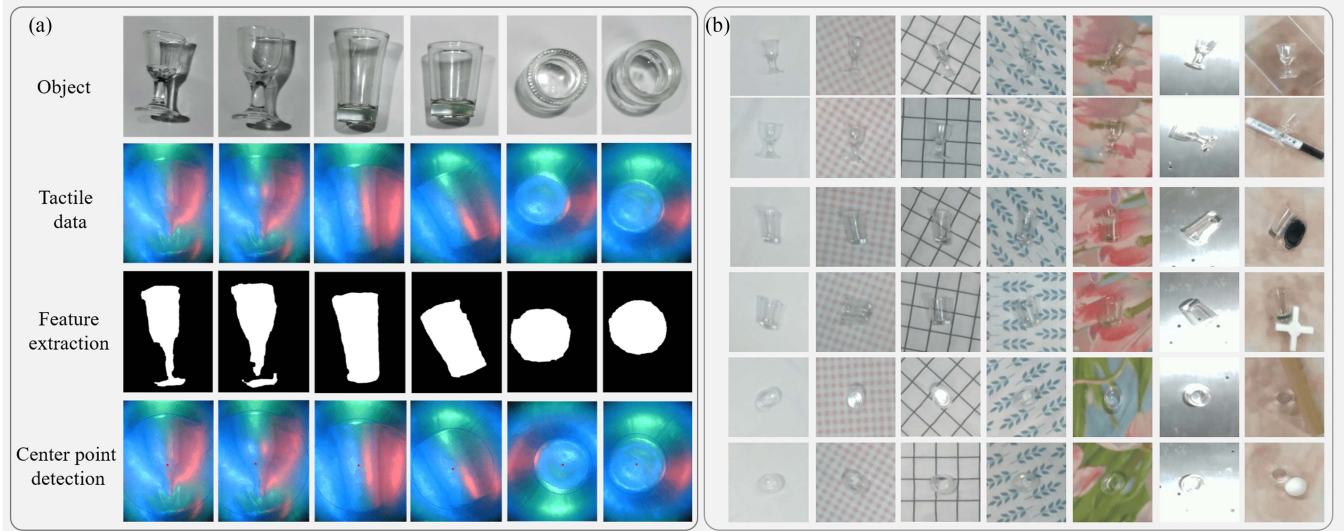 (a)
Object
Tactile
data
Feature
extraction
Center point
detection
(b)